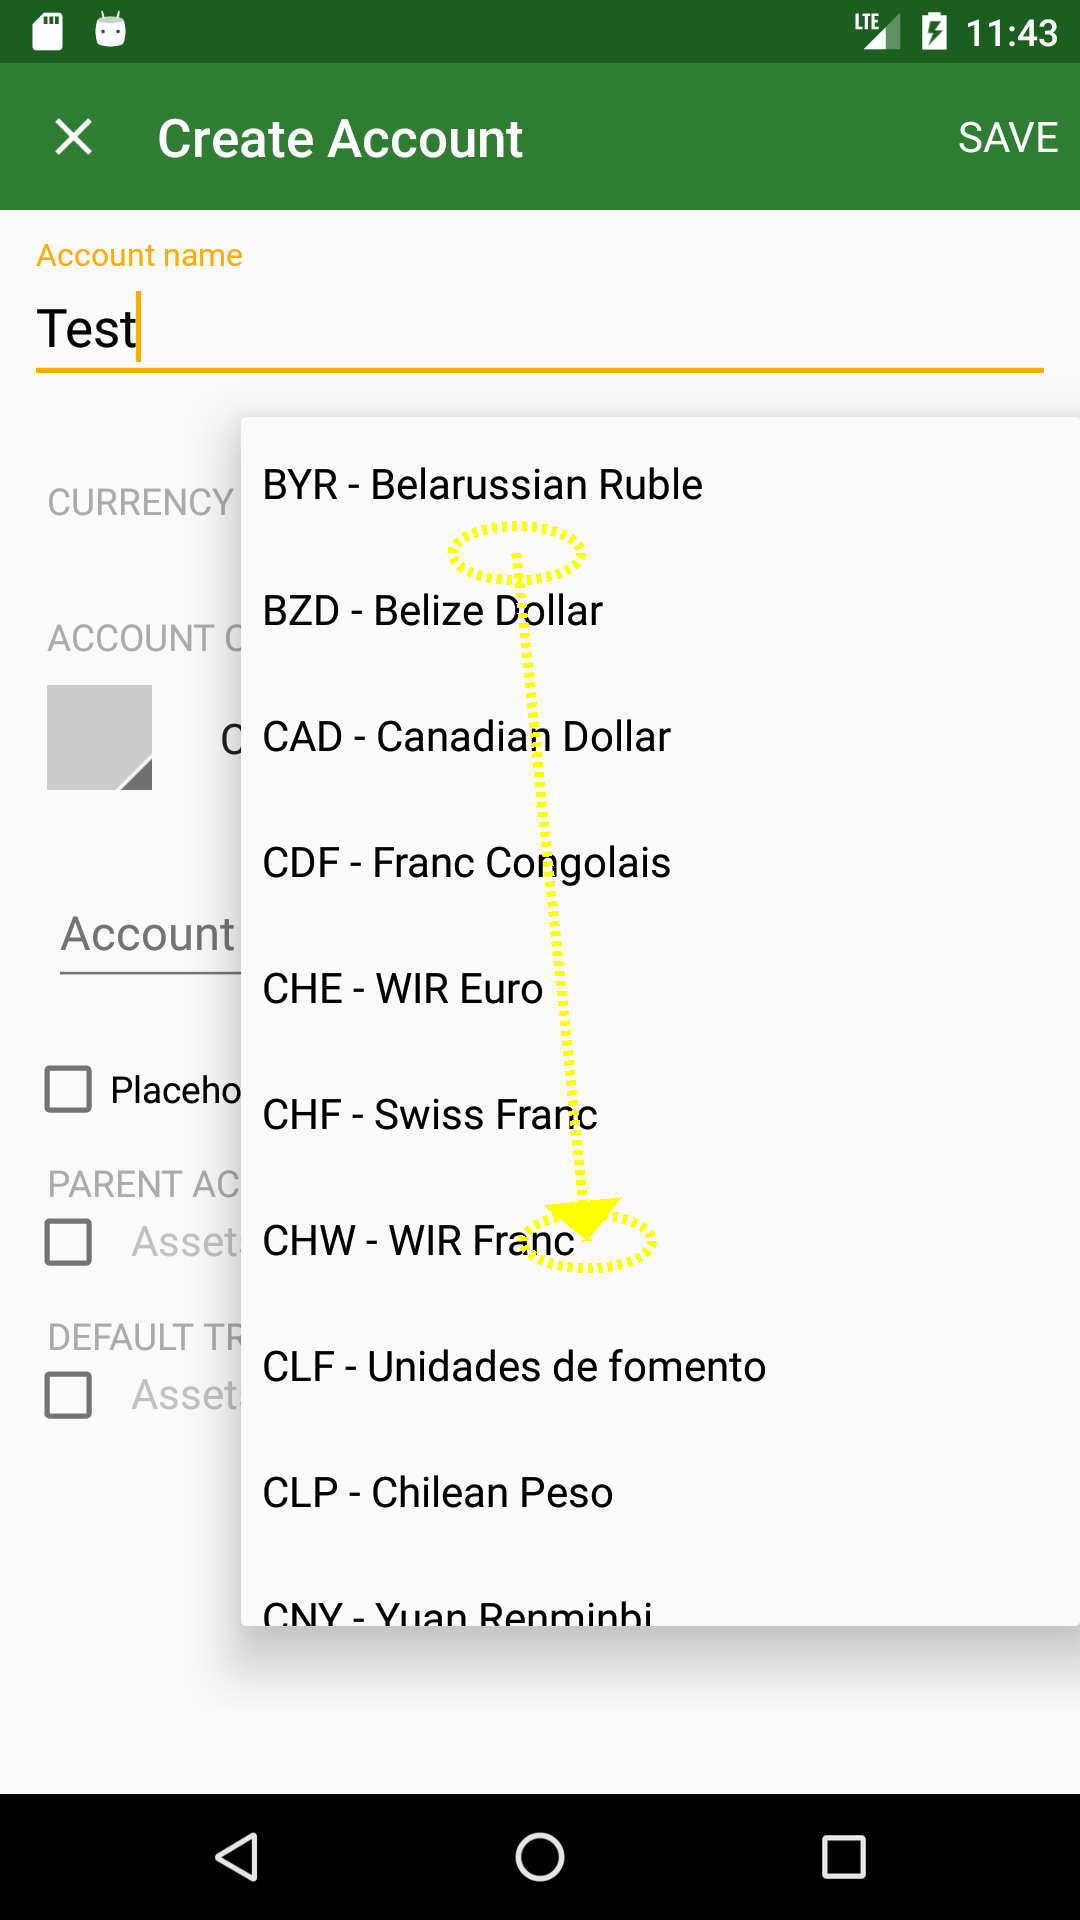 LTE 11:43
Create Account SAVE
Account name
Test
BYR - Belarussian Ruble
CURRENCY
BZD - Belize Dollar
ACCOUNT
CAD - Canadian Dollar
CDF - Franc Congolais
Account
CHE - WIR Euro
Placeho
CHF - Swiss Franc
PARENT AC
CHW - WIR Franc
Assets
DEFAULT TR
CLF - Unidades de fomento
Assets
CLP - Chilean Peso
CNY - Yuan Renminbi